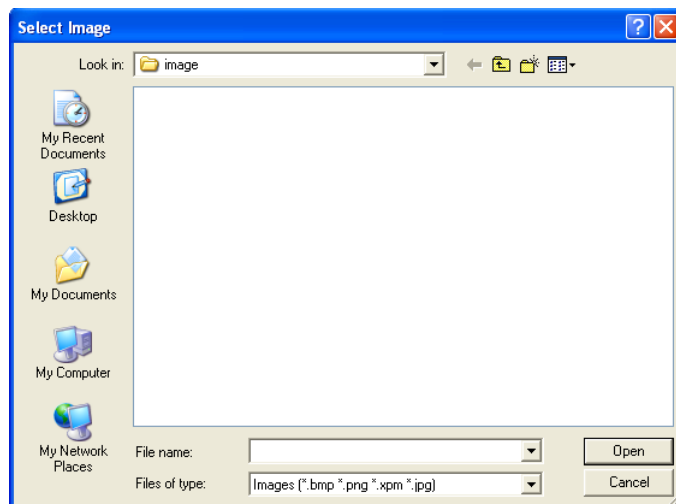 Select Image
Look in:
image
My Recent
Documents
Desktop
My Documents
My Computer
My Network
Places
File name:
Open
Files of type:
Images (*.bmp *.png *.xpm *.jpg)
Cancel